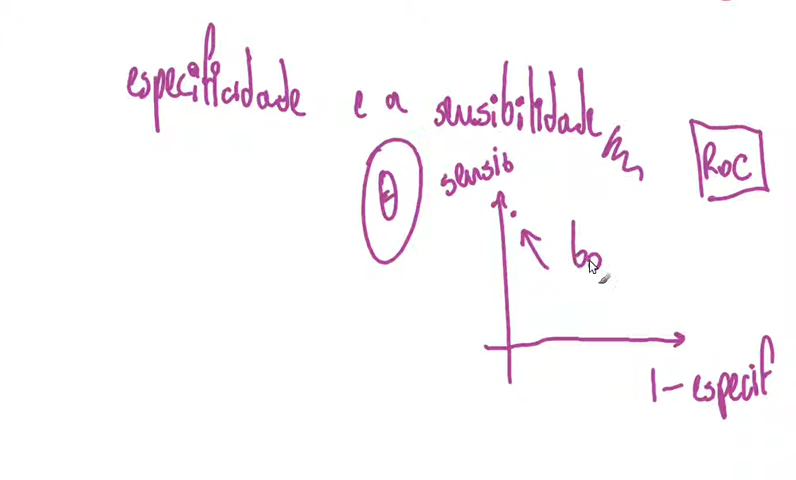 especificidade e a sensibilidade
θ
sensib
ROC
bo
1 - especif